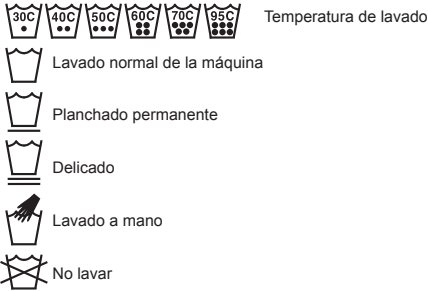 30C 40C 50C 60C 70C 95C Temperatura de lavado
Lavado normal de la máquina
Planchado permanente
Delicado
Lavado a mano
No lavar